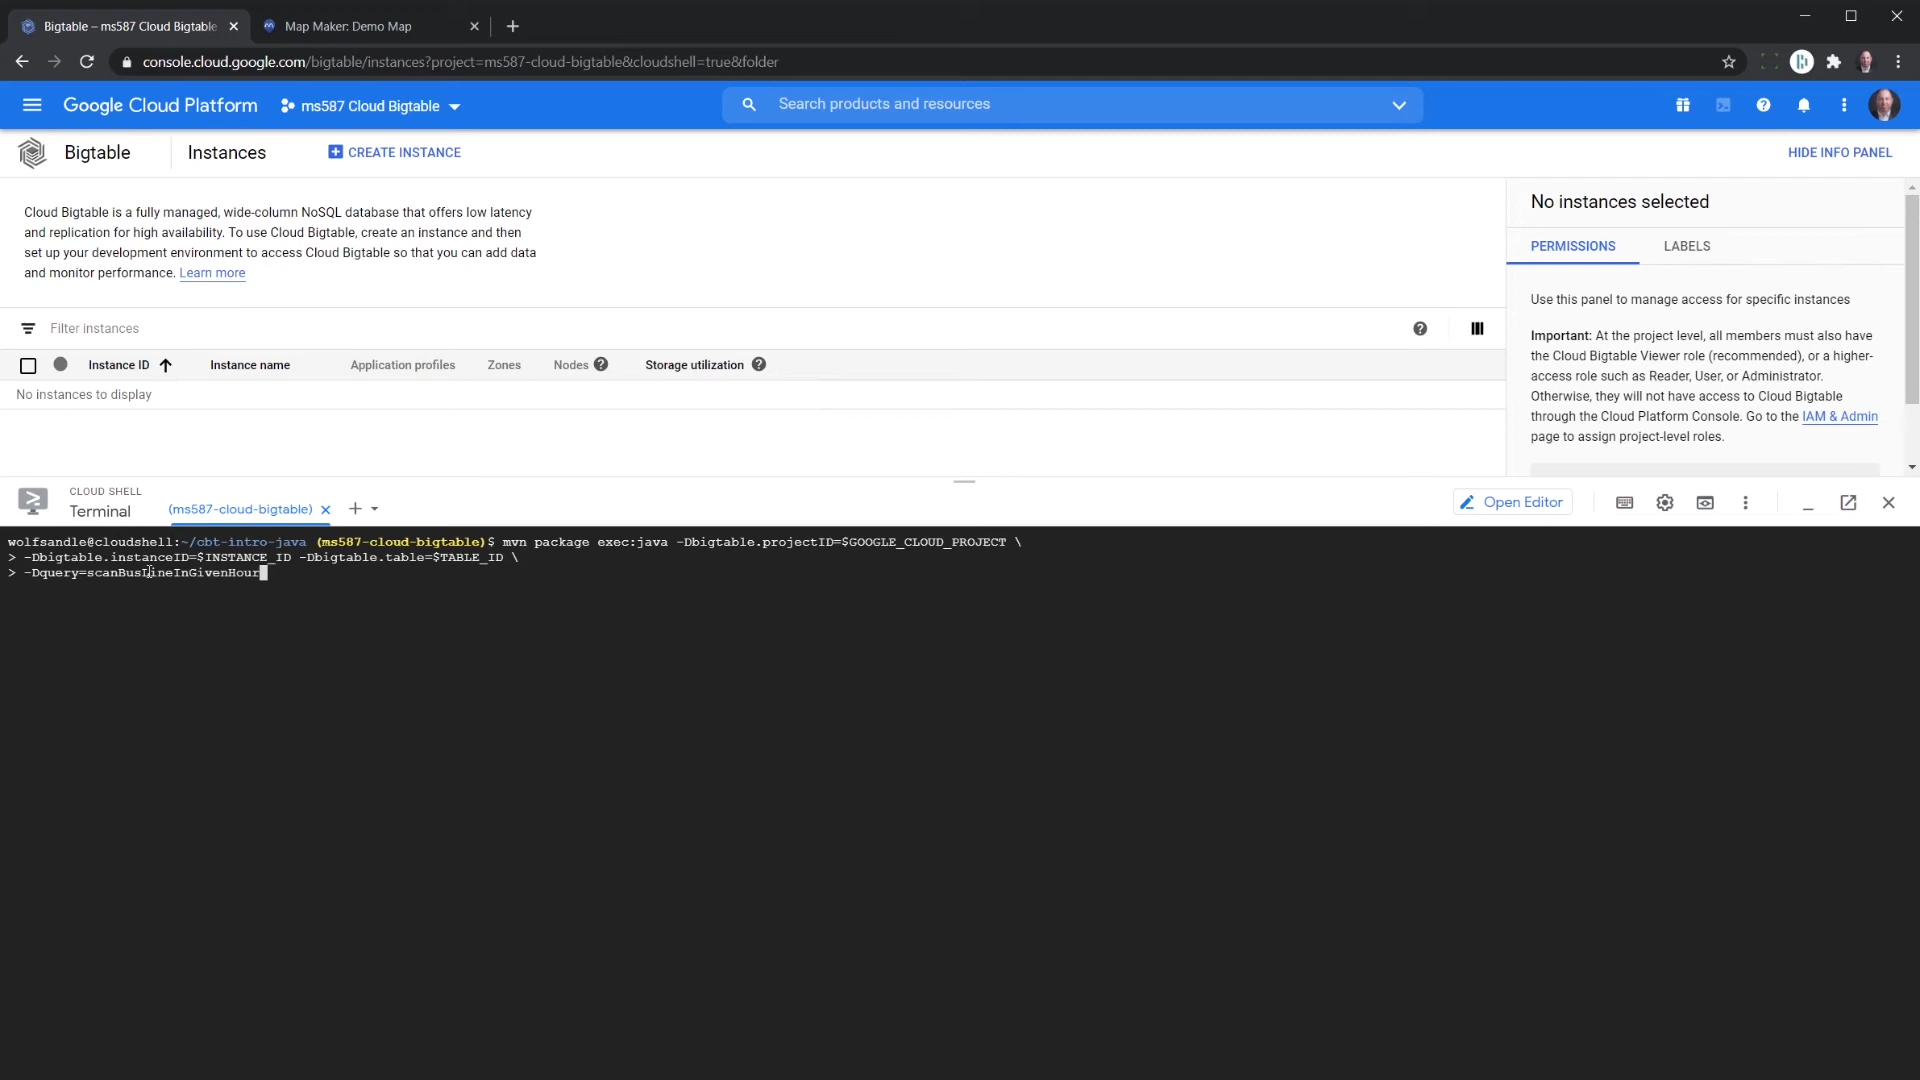 Bigtable – ms587 Cloud Bigtable
Map Maker: Demo Map
console.cloud.google.com/bigtable/instances?project=ms587-cloud-bigtable&cloudshell=true&folder
Google Cloud Platform
ms587 Cloud Bigtable
Search products and resources
Bigtable
Instances
CREATE INSTANCE
HIDE INFO PANEL
Cloud Bigtable is a fully managed, wide-column NoSQL database that offers low latency
and replication for high availability. To use Cloud Bigtable, create an instance and then
set up your development environment to access Cloud Bigtable so that you can add data
and monitor performance. Learn more
Filter instances
Instance ID
Instance name
Application profiles
Zones
Nodes
Storage utilization
No instances to display
No instances selected
PERMISSIONS
LABELS
Use this panel to manage access for specific instances
Important: At the project level, all members must also have
the Cloud Bigtable Viewer role (recommended), or a higher-
access role such as Reader, User, or Administrator.
Otherwise, they will not have access to Cloud Bigtable
through the Cloud Platform Console. Go to the IAM & Admin
page to assign project-level roles.
CLOUD SHELL
Terminal
(ms587-cloud-bigtable)
Open Editor
wolfsandle@cloudshell:~/cbt-intro-java (ms587-cloud-bigtable)$ mvn package exec:java -Dbigtable.projectID=$GOOGLE_CLOUD_PROJECT \
> -Dbigtable.instanceID=$INSTANCE_ID -Dbigtable.table=$TABLE_ID \
> -Dquery=scanBusLineInGivenHour